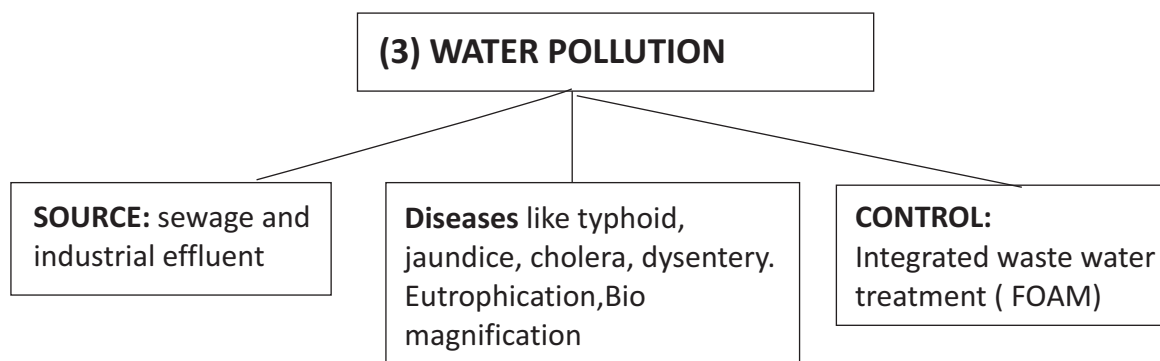 (3) WATER POLLUTION
SOURCE: sewage and
industrial effluent
Diseases like typhoid,
jaundice, cholera, dysentery.
Eutrophication,Bio
magnification
CONTROL:
Integrated waste water
treatment ( FOAM)